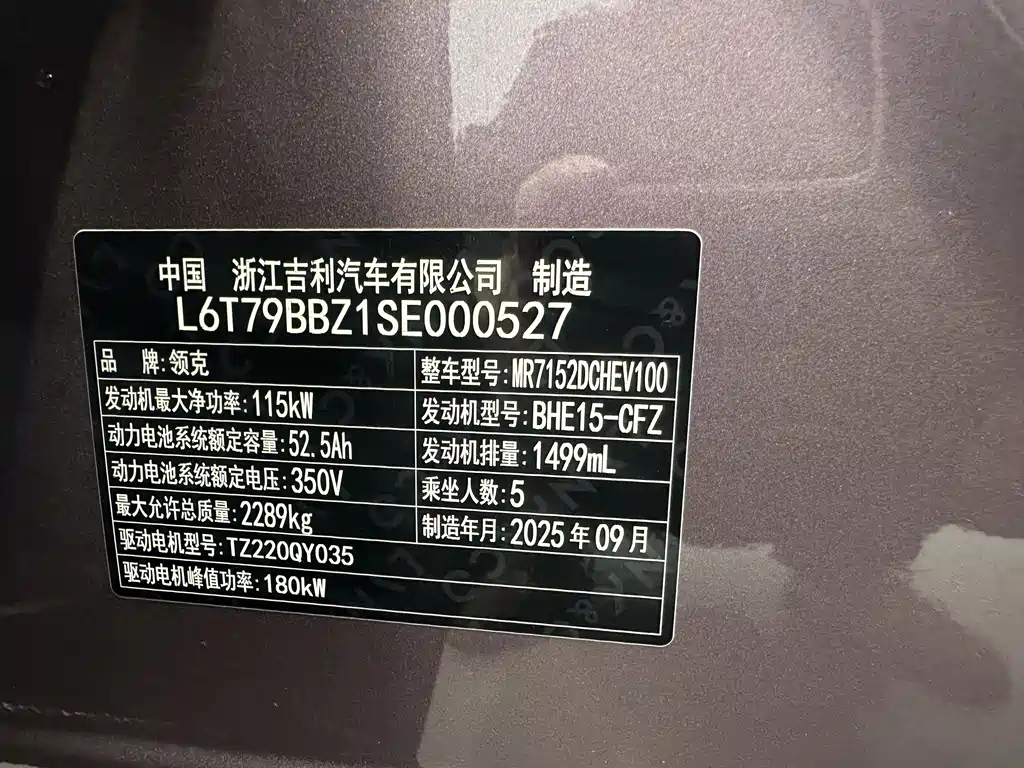 中国 浙江吉利汽车有限公司 制造
L6T79BBZ1SE000527
品 牌:领克
整车型号:MR7152DCHEV100
发动机最大净功率:115kW
发动机型号:BHE15-CFZ
动力电池系统额定容量:52.5Ah
发动机排量:1499mL
动力电池系统额定电压:350V
乘坐人数:5
最大允许总质量:2289kg
制造年月:2025年09月
驱动电机型号:TZ220QY035
驱动电机峰值功率:180kW